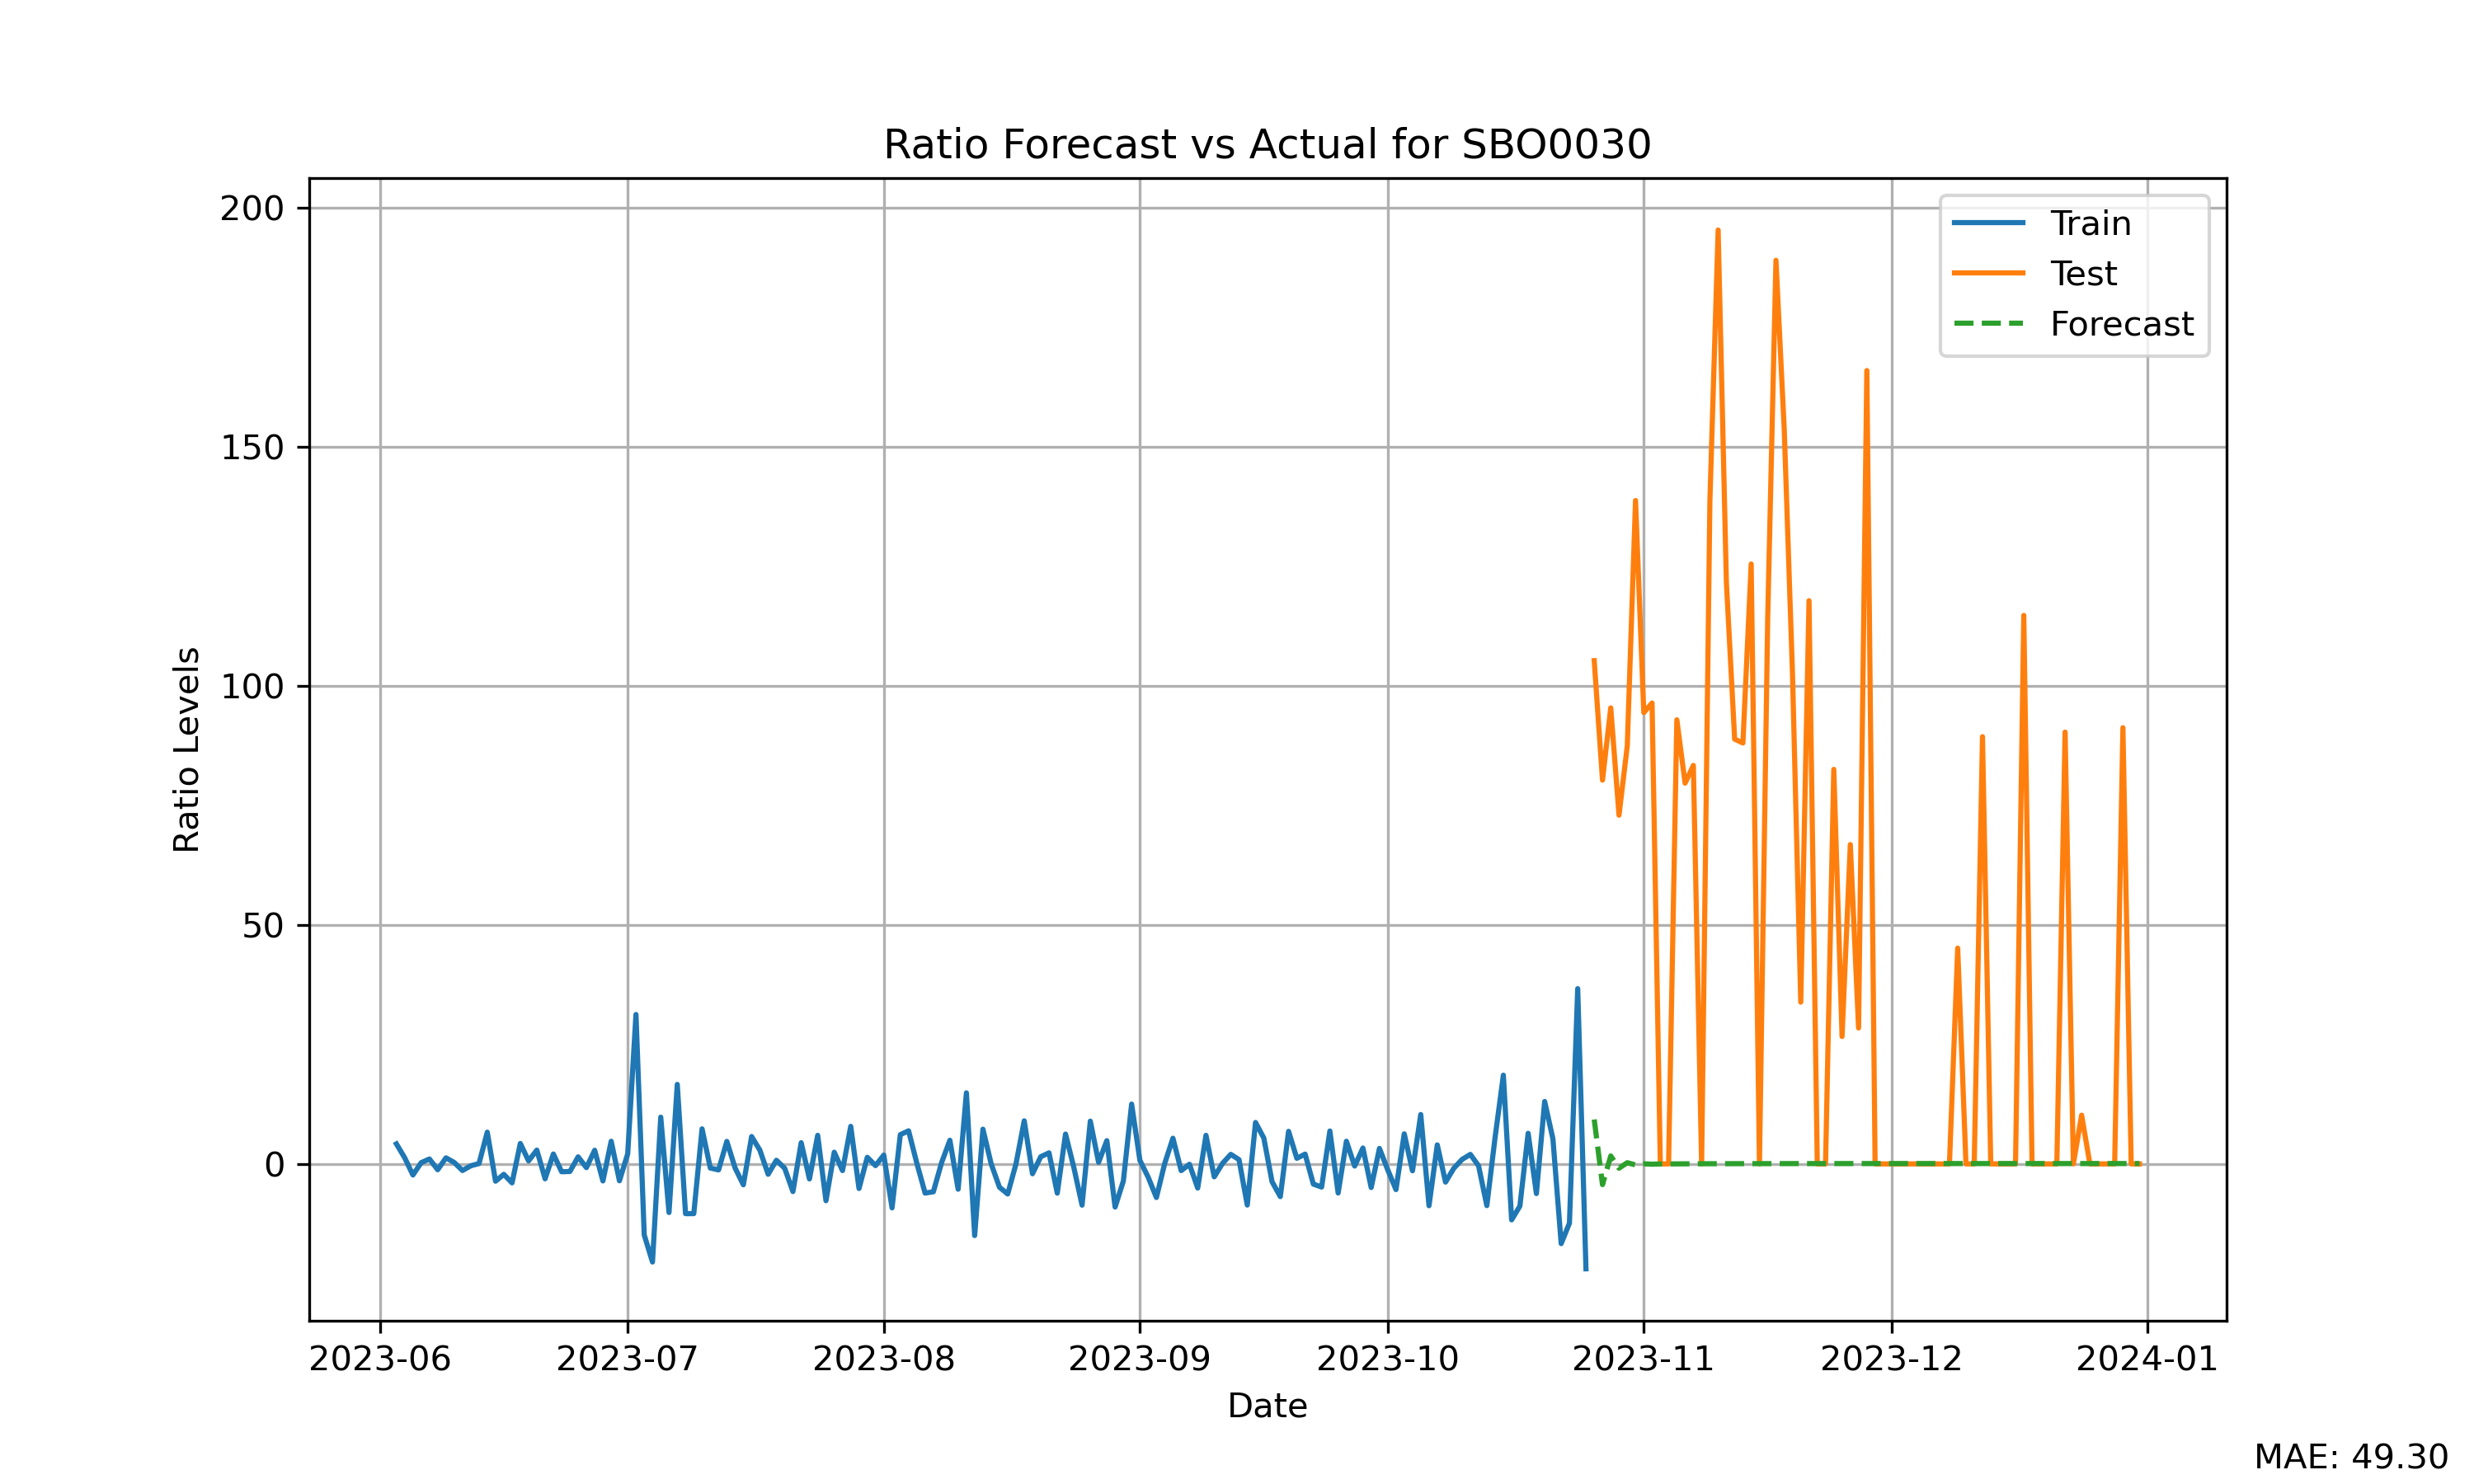 Ratio Forecast vs Actual for SBO0030
200
150
100
50
0
Ratio Levels
Train
Test
Forecast
2023-06 2023-07 2023-08 2023-09 2023-10 2023-11 2023-12 2024-01
Date
MAE: 49.30